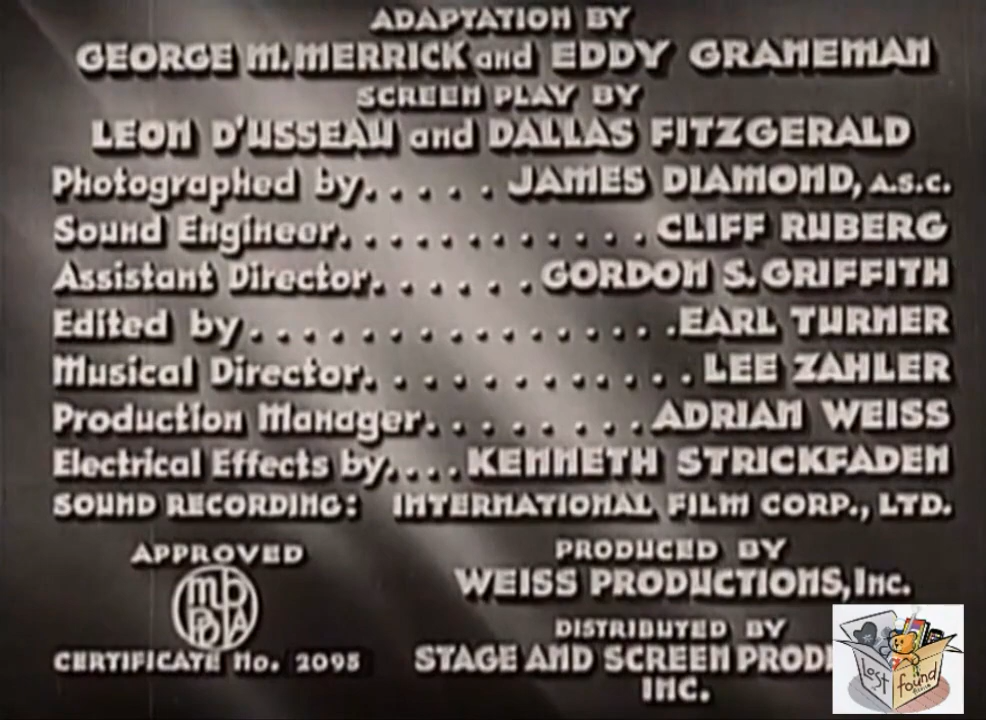 ADAPTATION BY
GEORGE M. MERRICK and EDDY GRANEMAN
SCREEN PLAY BY
LEON D'USSEAU and DALLAS FITZGERALD
Photographed by. . . . . JAMES DIAMOND, A.S.C.
Sound Engineer. . . . . . . . . . . . . CLIFF RUBERG
Assistant Director. . . . . . GORDON S. GRIFFITH
Edited by. . . . . . . . . . . . . . . . . EARL TURNER
Musical Director. . . . . . . . . . . . . LEE ZAHLER
Production Manager. . . . . . . . ADRIAN WEISS
Electrical Effects by. . . . KENNETH STRICKFADEN
SOUND RECORDING: INTERNATIONAL FILM CORP., LTD.
APPROVED
MPPDA
CERTIFICATE No. 2095
PRODUCED BY
WEISS PRODUCTIONS, Inc.
DISTRIBUTED BY
STAGE AND SCREEN
INC.
Lost
found